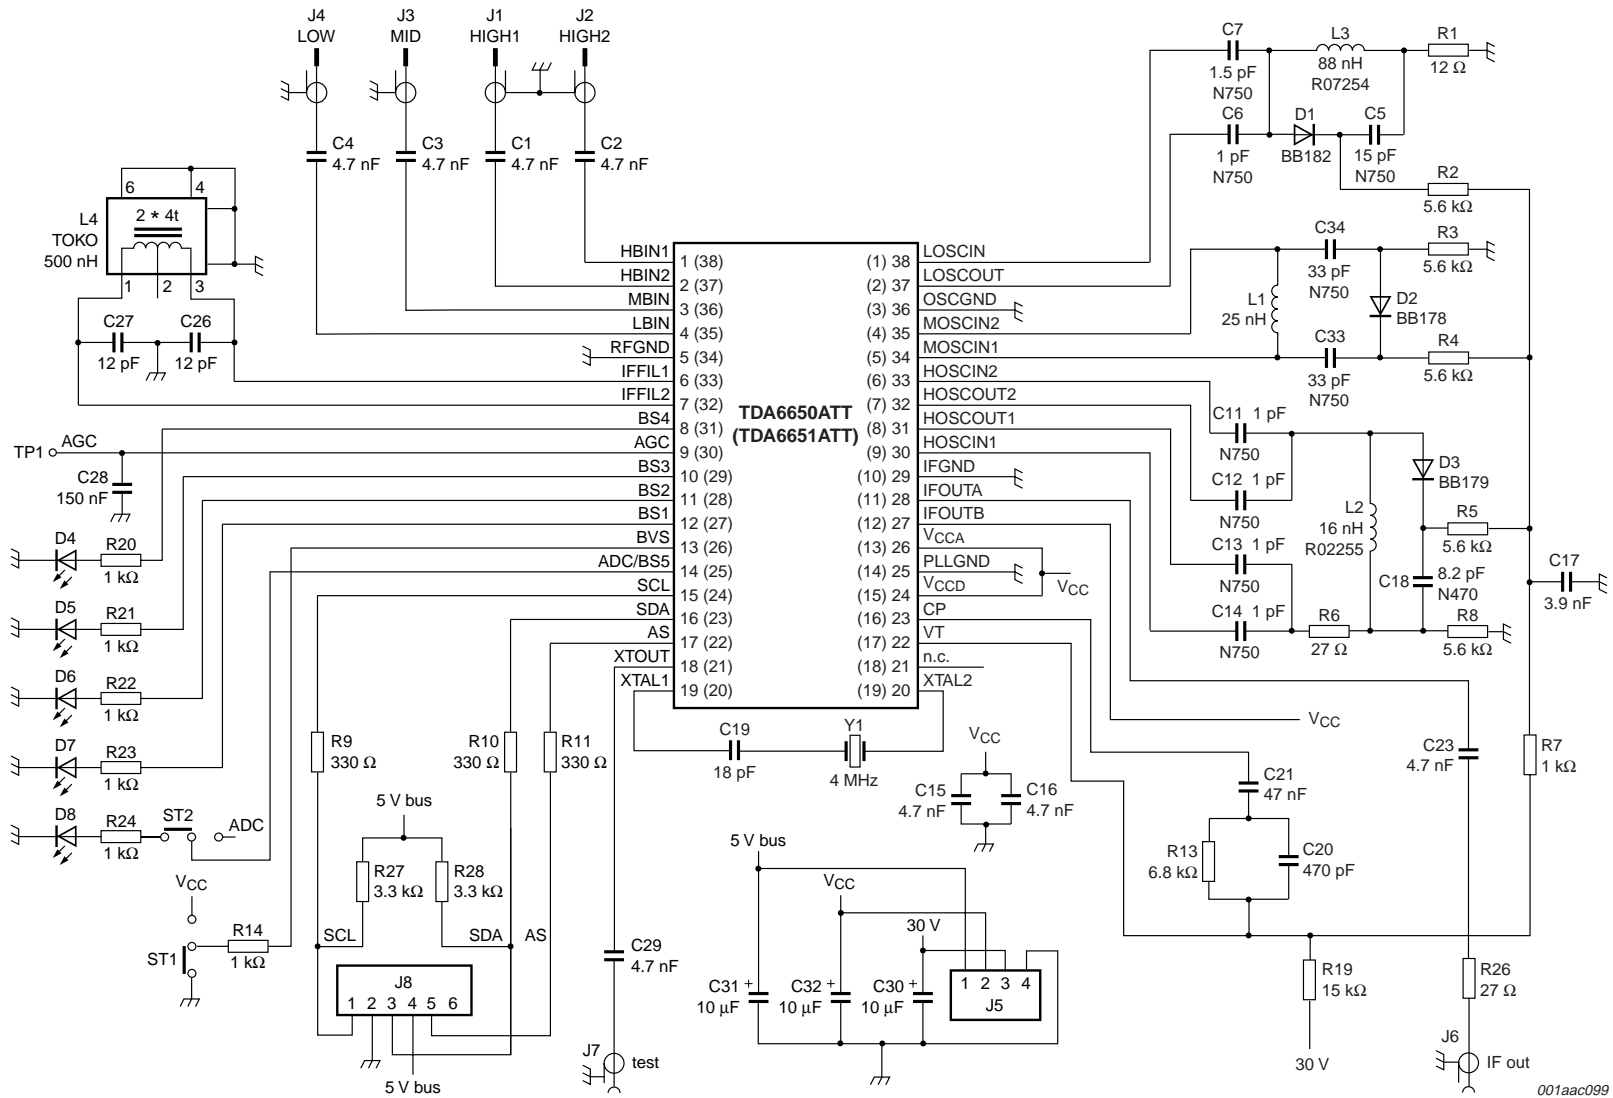 J4
LOW
J3
MID
J1
HIGH1
J2
HIGH2
C4
4.7 nF
C3
4.7 nF
C1
4.7 nF
C2
4.7 nF
C7
1.5 pF
N750
L3
88 nH
R07254
R1
12 Ω
C6
1 pF
N750
D1
BB182
C5
15 pF
N750
R2
5.6 kΩ
6 4
L4
TOKO
500 nH
2 * 4t
1 2 3
C27
12 pF
C26
12 pF
C34
33 pF
N750
R3
5.6 kΩ
L1
25 nH
D2
BB178
C33
33 pF
N750
R4
5.6 kΩ
HBIN1 1 (38)
HBIN2 2 (37)
MBIN 3 (36)
LBIN 4 (35)
RFGND 5 (34)
IFFIL1 6 (33)
IFFIL2 7 (32)
BS4 8 (31)
AGC 9 (30)
BS3 10 (29)
BS2 11 (28)
BS1 12 (27)
BVS 13 (26)
ADC/BS5 14 (25)
SCL 15 (24)
SDA 16 (23)
AS 17 (22)
XTOUT 18 (21)
XTAL1 19 (20)
TDA6650ATT
(TDA6651ATT)
(1) 38 LOSCIN
(2) 37 LOSCOUT
(3) 36 OSCGND
(4) 35 MOSCIN2
(5) 34 MOSCIN1
(6) 33 HOSCIN2
(7) 32 HOSCOUT2
(8) 31 HOSCOUT1
(9) 30 HOSCIN1
(10) 29 IFGND
(11) 28 IFOUTA
(12) 27 IFOUTB
(13) 26 VCCA
(14) 25 PLLGND
(15) 24 VCCD
(16) 23 CP
(17) 22 VT
(18) 21 n.c.
(19) 20 XTAL2
VCC
C11 1 pF
N750
C12 1 pF
N750
C13 1 pF
N750
C14 1 pF
N750
D3
BB179
L2
16 nH
R02255
R5
5.6 kΩ
C18 8.2 pF
N470
C17
3.9 nF
R6
27 Ω
R8
5.6 kΩ
TP1 AGC
C28
150 nF
D4
R20
1 kΩ
D5
R21
1 kΩ
D6
R22
1 kΩ
D7
R23
1 kΩ
D8
R24
1 kΩ
ST2
ADC
VCC
ST1
R14
1 kΩ
R9
330 Ω
R10
330 Ω
R11
330 Ω
5 V bus
R27
3.3 kΩ
R28
3.3 kΩ
SCL SDA AS
J8
1 2 3 4 5 6
5 V bus
C29
4.7 nF
J7
test
C19
18 pF
Y1
4 MHz
VCC
C15
4.7 nF
C16
4.7 nF
5 V bus
VCC
30 V
C31 +
10 μF
C32 +
10 μF
C30 +
10 μF
1 2 3 4
J5
VCC
C21
47 nF
R13
6.8 kΩ
C20
470 pF
C23
4.7 nF
R7
1 kΩ
R19
15 kΩ
30 V
R26
27 Ω
J6
IF out
001aac099